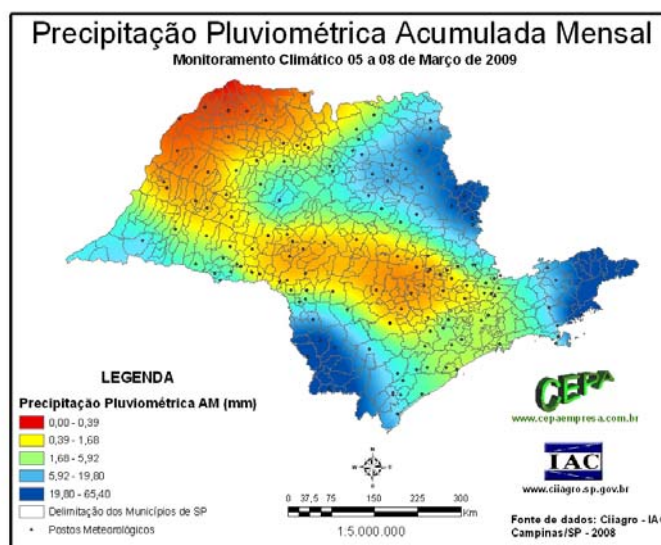 Precipitação Pluviométrica Acumulada Mensal
Monitoramento Climático 05 a 08 de Março de 2009
LEGENDA
Precipitação Pluviométrica AM (mm)
0,00 - 0,39
0,39 - 1,68
1,68 - 5,92
5,92 - 19,80
19,80 - 65,40
Delimitação dos Municípios de SP
Postos Meteorológicos
N
W E
S
0 37,5 75 150 225 300
Km
1:5.000.000
CEPA
www.cepaempresa.com.br
IAC
www.ciiagro.sp.gov.br
Fonte de dados: Ciiagro - IAC
Campinas/SP - 2008